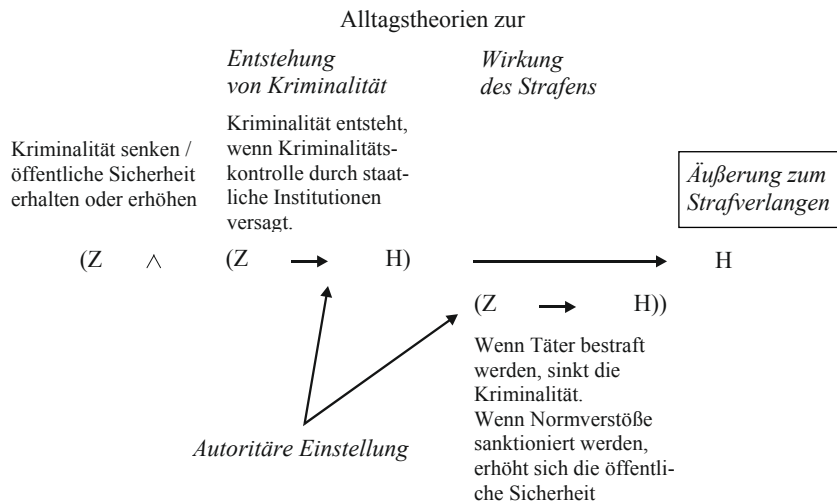 Alltagstheorien zur
Entstehung
von Kriminalität
Wirkung
des Strafens
Kriminalität senken /
öffentliche Sicherheit
erhalten oder erhöhen
Kriminalität entsteht,
wenn Kriminalitäts-
kontrolle durch staat-
liche Institutionen
versagt.
Äußerung zum
Strafverlangen
(Z ∧ (Z → H) → H
(Z → H))
Wenn Täter bestraft
werden, sinkt die
Kriminalität.
Wenn Normverstöße
sanktioniert werden,
erhöht sich die öffentli-
che Sicherheit
Autoritäre Einstellung